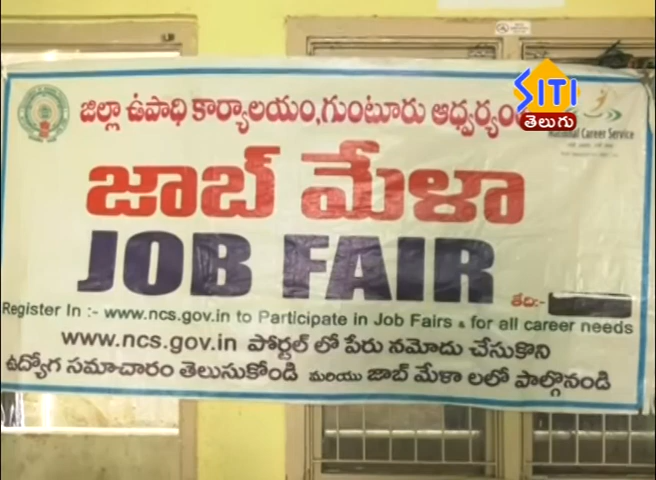 జిల్లా ఉపాధి కార్యాలయం,గుంటూరు ఆధ్వర్యం
SITI
తెలుగు
National Career Service
జాబ్ మేళా
JOB FAIR
తేది:-
Register In :- www.ncs.gov.in to Participate in Job Fairs & for all career needs
www.ncs.gov.in పోర్టల్ లో పేరు నమోదు చేసుకొని
ఉద్యోగ సమాచారం తెలుసుకోండి మరియు జాబ్ మేళా లలో పాల్గొనండి